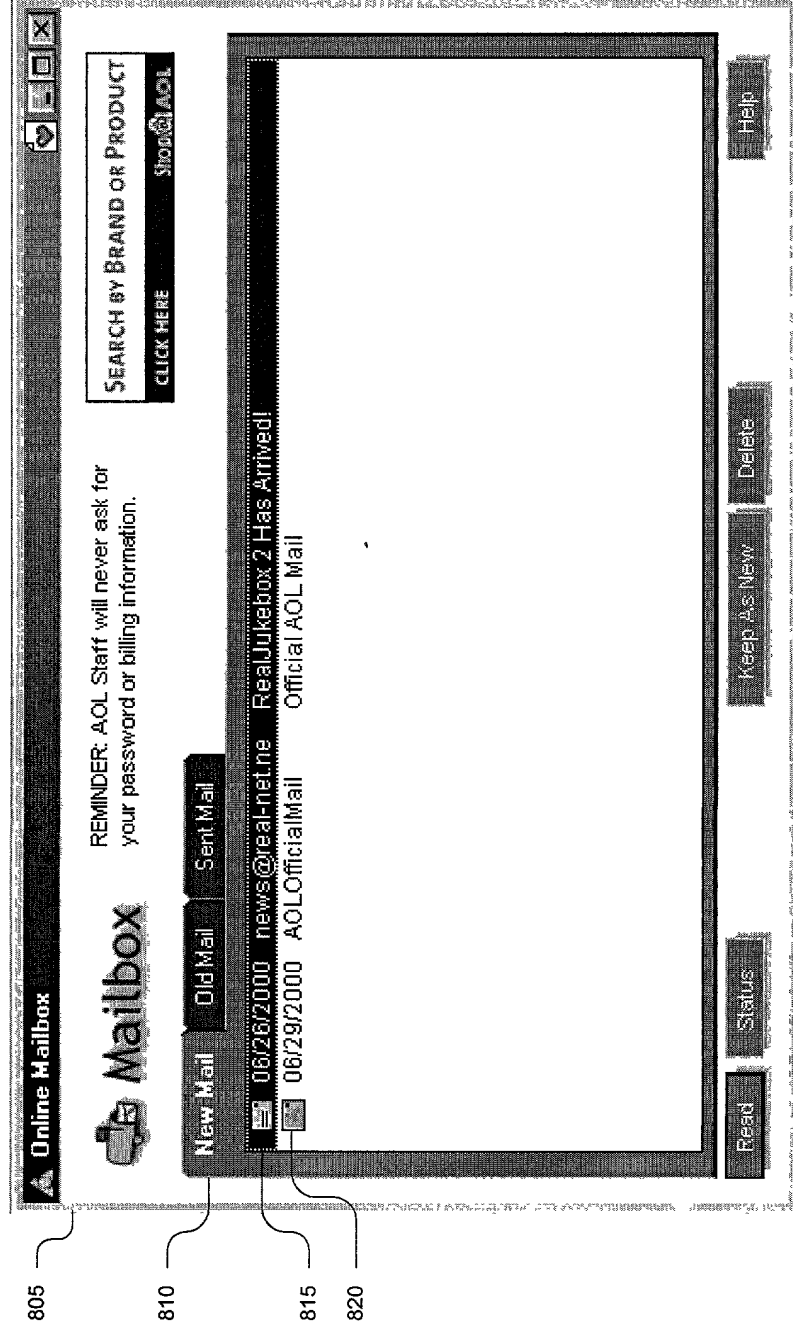 Online Mailbox
Mailbox
REMINDER: AOL Staff will never ask for
your password or billing information.
SEARCH BY BRAND OR PRODUCT
CLICK HERE Shop@AOL
New Mail Old Mail Sent Mail
06/26/2000 news@real-net.ne RealJukebox 2 Has Arrived!
06/29/2000 AOLOfficialMail Official AOL Mail
Read Status Keep As New Delete Help
805
810
815
820